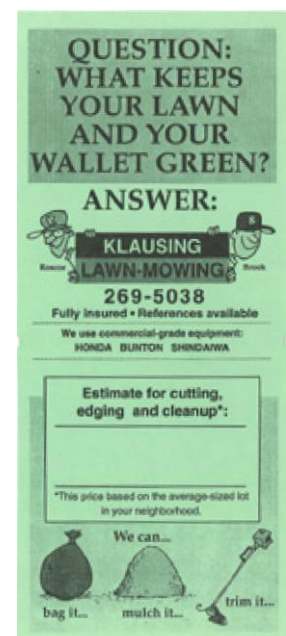 QUESTION:
WHAT KEEPS
YOUR LAWN
AND YOUR
WALLET GREEN?
ANSWER:
KLAUSING
Roscoe LAWN-MOWING Brook
269-5038
Fully insured • References available
We use commercial-grade equipment:
HONDA BUNTON SHINDAIWA
Estimate for cutting,
edging and cleanup*:
*This price based on the average-sized lot
in your neighborhood.
We can...
bag it... mulch it... trim it...